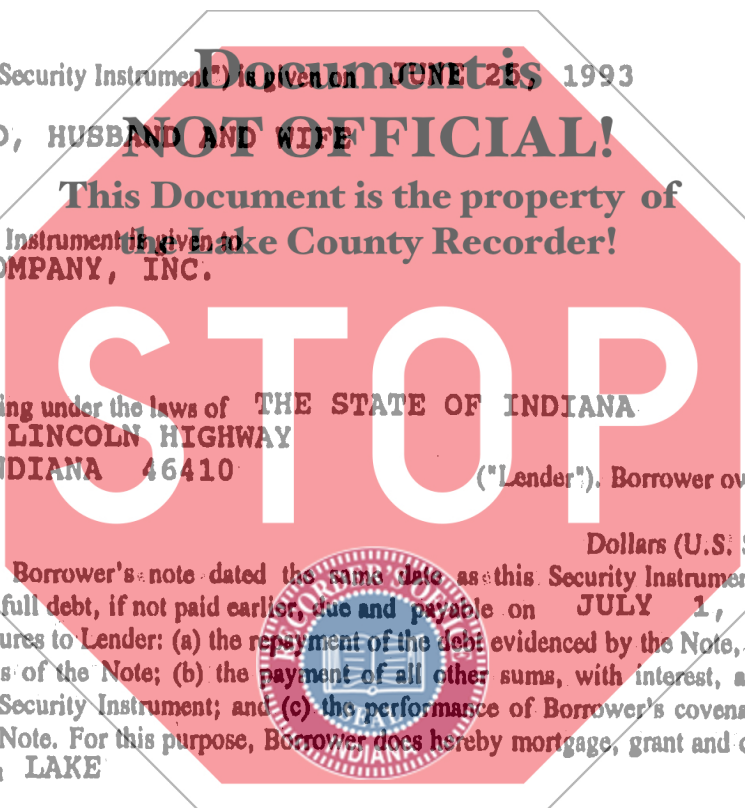 Document is
Security Instrument") is given on JUNE 25, 1993
NOT OFFICIAL!
D, HUSBAND AND WIFE
This Document is the property of
the Lake County Recorder!
Instrument is given to
OMPANY, INC.
STOP
ing under the laws of THE STATE OF INDIANA
LINCOLN HIGHWAY
NDIANA 46410 ("Lender"). Borrower ow
Dollars (U.S. $
Borrower's note dated the same date as this Security Instrumen
full debt, if not paid earlier, due and payable on JULY 1,
ures to Lender: (a) the repayment of the debt evidenced by the Note,
s of the Note; (b) the payment of all other sums, with interest, a
Security Instrument; and (c) the performance of Borrower's covena
Note. For this purpose, Borrower does hereby mortgage, grant and c
LAKE
SEAL
INDIANA